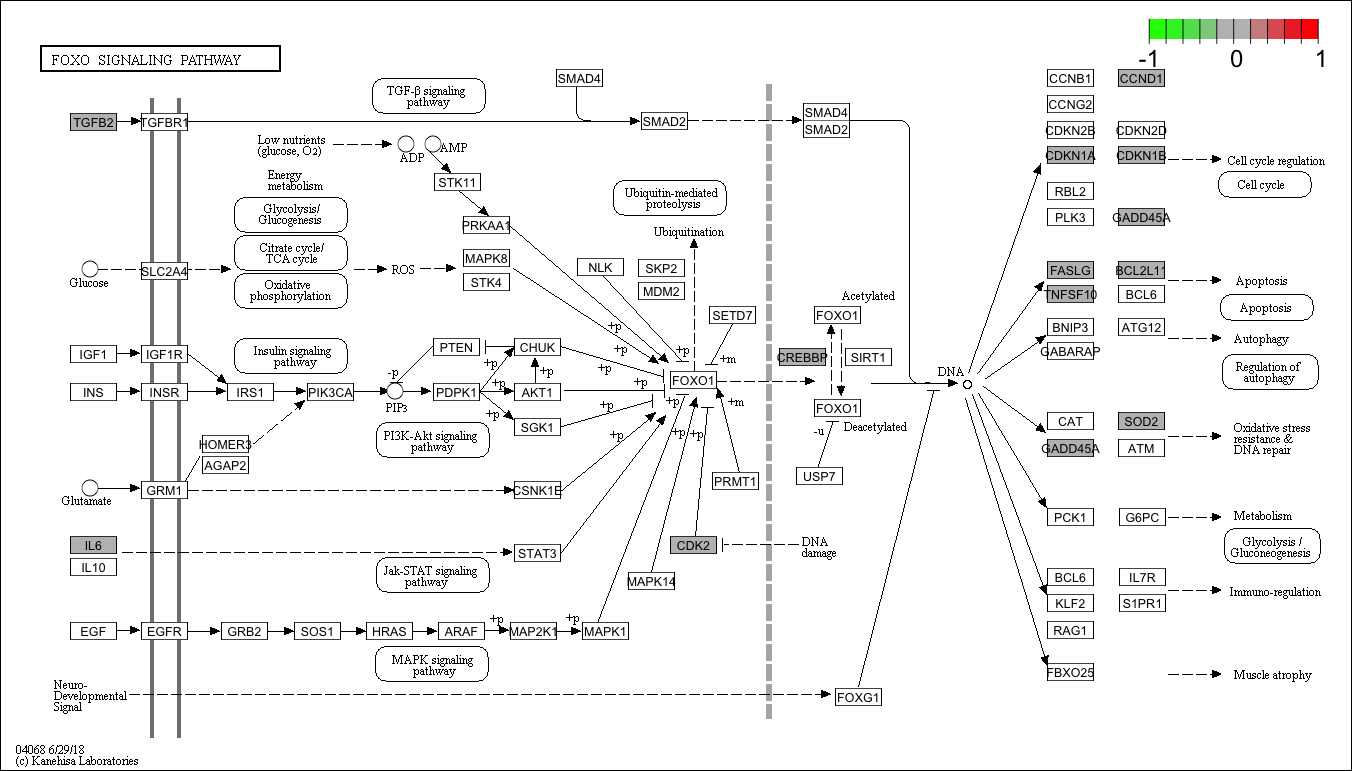 FOXO SIGNALING PATHWAY
-1
0
1
TGF-β signaling
pathway
SMAD4
TGFB2
TGFBR1
SMAD2
SMAD4
SMAD2
Low nutrients
(glucose, O2)
ADP
AMP
STK11
PRKAA1
Energy
metabolism
Glycolysis/
Glucogenesis
Citrate cycle/
TCA cycle
Oxidative
phosphorylation
Glucose
SLC2A4
ROS
MAPK8
STK4
Ubiquitin-mediated
proteolysis
Ubiquitination
NLK
SKP2
MDM2
SETD7
+p
+p
+p
+m
Insulin signaling
pathway
IGF1
IGF1R
INS
INSR
IRS1
PIK3CA
PTEN
-p
PIP3
PDPK1
CHUK
+p
+p
+p
AKT1
+p
SGK1
+p
+p
+p
+p
+p
+p
+p
+p
FOXO1
+m
PI3K-Akt signaling
pathway
HOMER3
AGAP2
Glutamate
GRM1
CSNK1E
PRMT1
IL6
IL10
STAT3
Jak-STAT signaling
pathway
CDK2
DNA
damage
MAPK14
EGF
EGFR
GRB2
SOS1
HRAS
ARAF
+p
MAP2K1
+p
MAPK1
MAPK signaling
pathway
Neuro-
Developmental
Signal
FOXG1
Acetylated
FOXO1
CREBBP
SIRT1
FOXO1
Deacetylated
-u
USP7
DNA
CCNB1
CCND1
CCNG2
CDKN2B
CDKN2D
CDKN1A
CDKN1B
Cell cycle regulation
Cell cycle
RBL2
PLK3
GADD45A
FASLG
BCL2L11
Apoptosis
TNFSF10
BCL6
Apoptosis
BNIP3
ATG12
Autophagy
GABARAP
Regulation of
autophagy
CAT
SOD2
Oxidative stress
resistance &
DNA repair
GADD45A
ATM
PCK1
G6PC
Metabolism
Glycolysis /
Gluconeogenesis
BCL6
IL7R
Immuno-regulation
KLF2
S1PR1
RAG1
FBXO25
Muscle atrophy
04068 6/29/18
(c) Kanehisa Laboratories